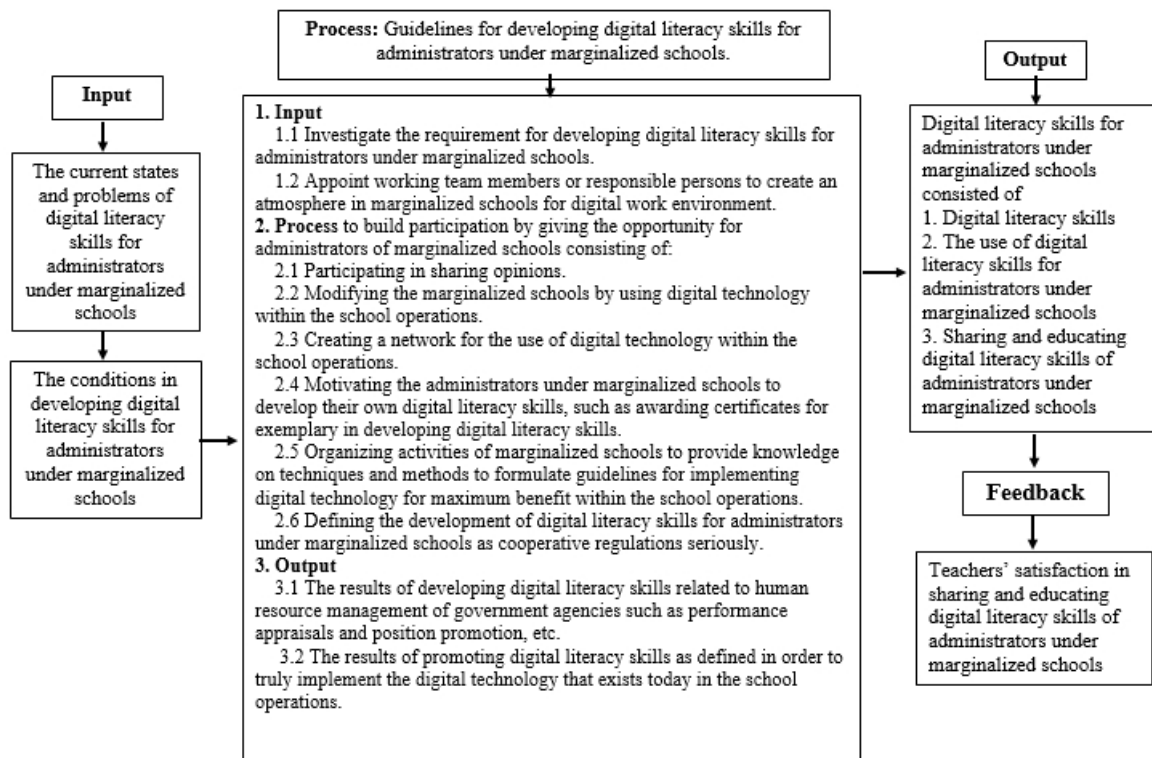 Process: Guidelines for developing digital literacy skills for
administrators under marginalized schools.
Input
The current states
and problems of
digital literacy
skills for
administrators
under marginalized
schools
The conditions in
developing digital
literacy skills for
administrators
under marginalized
schools
1. Input
1.1 Investigate the requirement for developing digital literacy skills for
administrators under marginalized schools.
1.2 Appoint working team members or responsible persons to create an
atmosphere in marginalized schools for digital work environment.
2. Process to build participation by giving the opportunity for
administrators of marginalized schools consisting of:
2.1 Participating in sharing opinions.
2.2 Modifying the marginalized schools by using digital technology
within the school operations.
2.3 Creating a network for the use of digital technology within the
school operations.
2.4 Motivating the administrators under marginalized schools to
develop their own digital literacy skills, such as awarding certificates for
exemplary in developing digital literacy skills.
2.5 Organizing activities of marginalized schools to provide knowledge
on techniques and methods to formulate guidelines for implementing
digital technology for maximum benefit within the school operations.
2.6 Defining the development of digital literacy skills for administrators
under marginalized schools as cooperative regulations seriously.
3. Output
3.1 The results of developing digital literacy skills related to human
resource management of government agencies such as performance
appraisals and position promotion, etc.
3.2 The results of promoting digital literacy skills as defined in order to
truly implement the digital technology that exists today in the school
operations.
Output
Digital literacy skills for
administrators under
marginalized schools
consisted of
1. Digital literacy skills
2. The use of digital
literacy skills for
administrators under
marginalized schools
3. Sharing and educating
digital literacy skills of
administrators under
marginalized schools
Feedback
Teachers’ satisfaction in
sharing and educating
digital literacy skills of
administrators under
marginalized schools